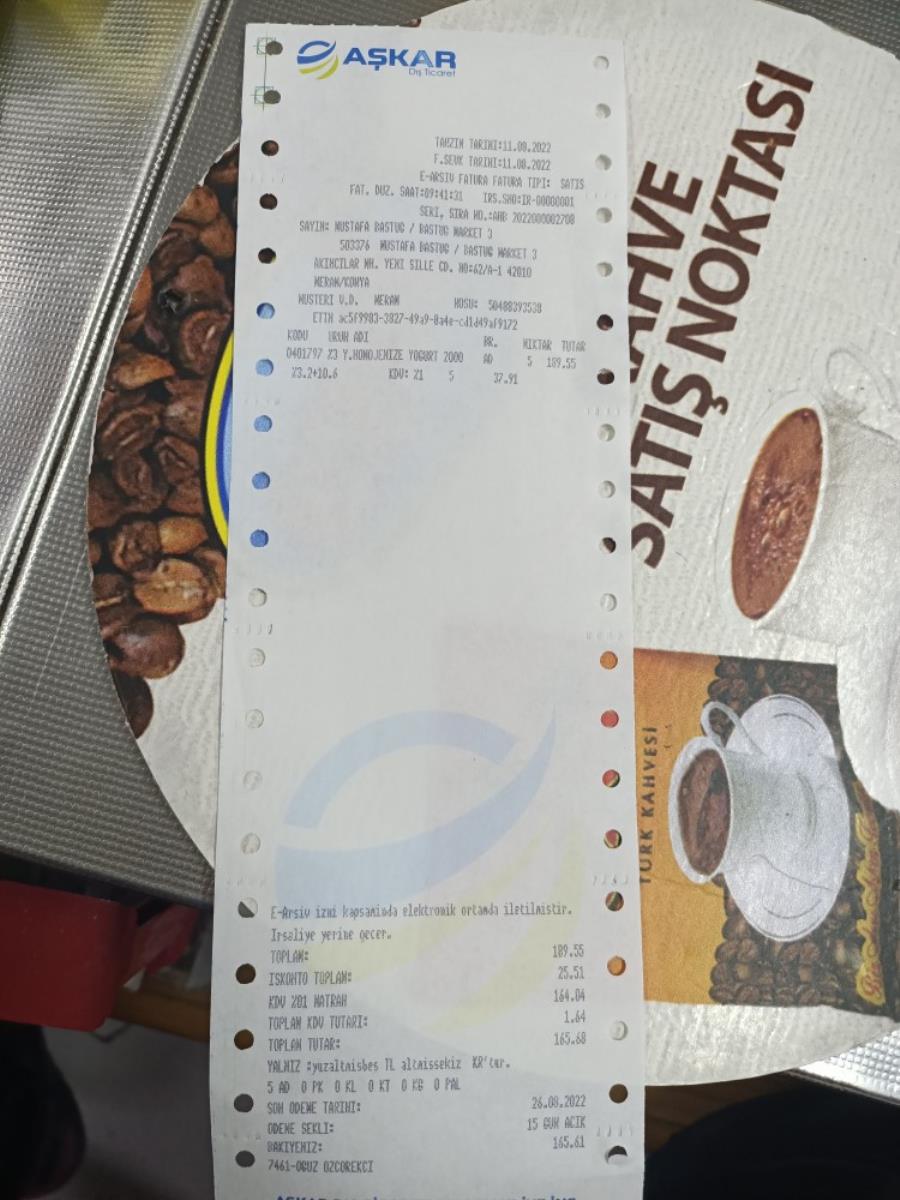 AŞKAR
Dış Ticaret
TANZIM TARIHI:11.08.2022
F.SEVK TARIHI:11.08.2022
E-ARSIV FATURA FATURA TIPI: SATIS
FAT. DUZ. SAAT:09:41:31 IRS.SNO:IR-00000001
SERI, SIRA NO.:AHB 2022000002708
SAYIN: MUSTAFA BASTUG / BASTUG MARKET 3
503376 MUSTAFA BASTUG / BASTUG MARKET 3
AKINCILAR MH. YENI SILLE CD. NO:62/A-1 42010
MERAM/KONYA
MUSTERI V.D. MERAM HUSU: 50488393538
ETTN ac5f9983-3827-49a9-8a4e-cd1d49af9172
KODU URUN ADI BR. MIKTAR TUTAR
0401797 %3 Y.HOMOJENIZE YOGURT 2000 AD 5 189.55
%3.2+10.6 KDV: %1 5 37.91
E-Arsiv izni kapsaminda elektronik ortamda iletilmistir.
Irsaliye yerine gecer.
TOPLAM: 189.55
ISKONTO TOPLAM: 25.51
KDV %01 MATRAH 164.04
TOPLAM KDV TUTARI: 1.64
TOPLAM TUTAR: 165.68
YALNIZ :yuzaltmisbes TL altmissekiz KR'tur.
5 AD 0 PK 0 KL 0 KT 0 KG 0 PAL
SON ODEME TARIHI: 26.08.2022
ODEME SEKLI: 15 GUN ACIK
BAKIYENIZ: 165.61
7461-OGUZ OZCOREKCI
AŞKAR
KAHVE
SATIŞ NOKTASI
TÜRK KAHVESİ